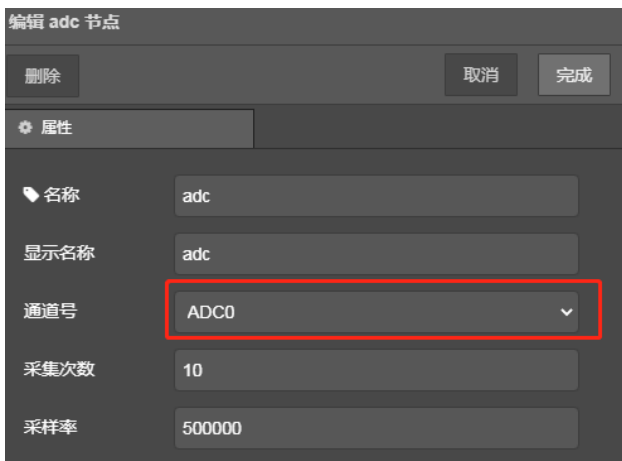 编辑 adc 节点
删除 取消 完成
属性
名称 adc
显示名称 adc
通道号 ADC0
采集次数 10
采样率 500000